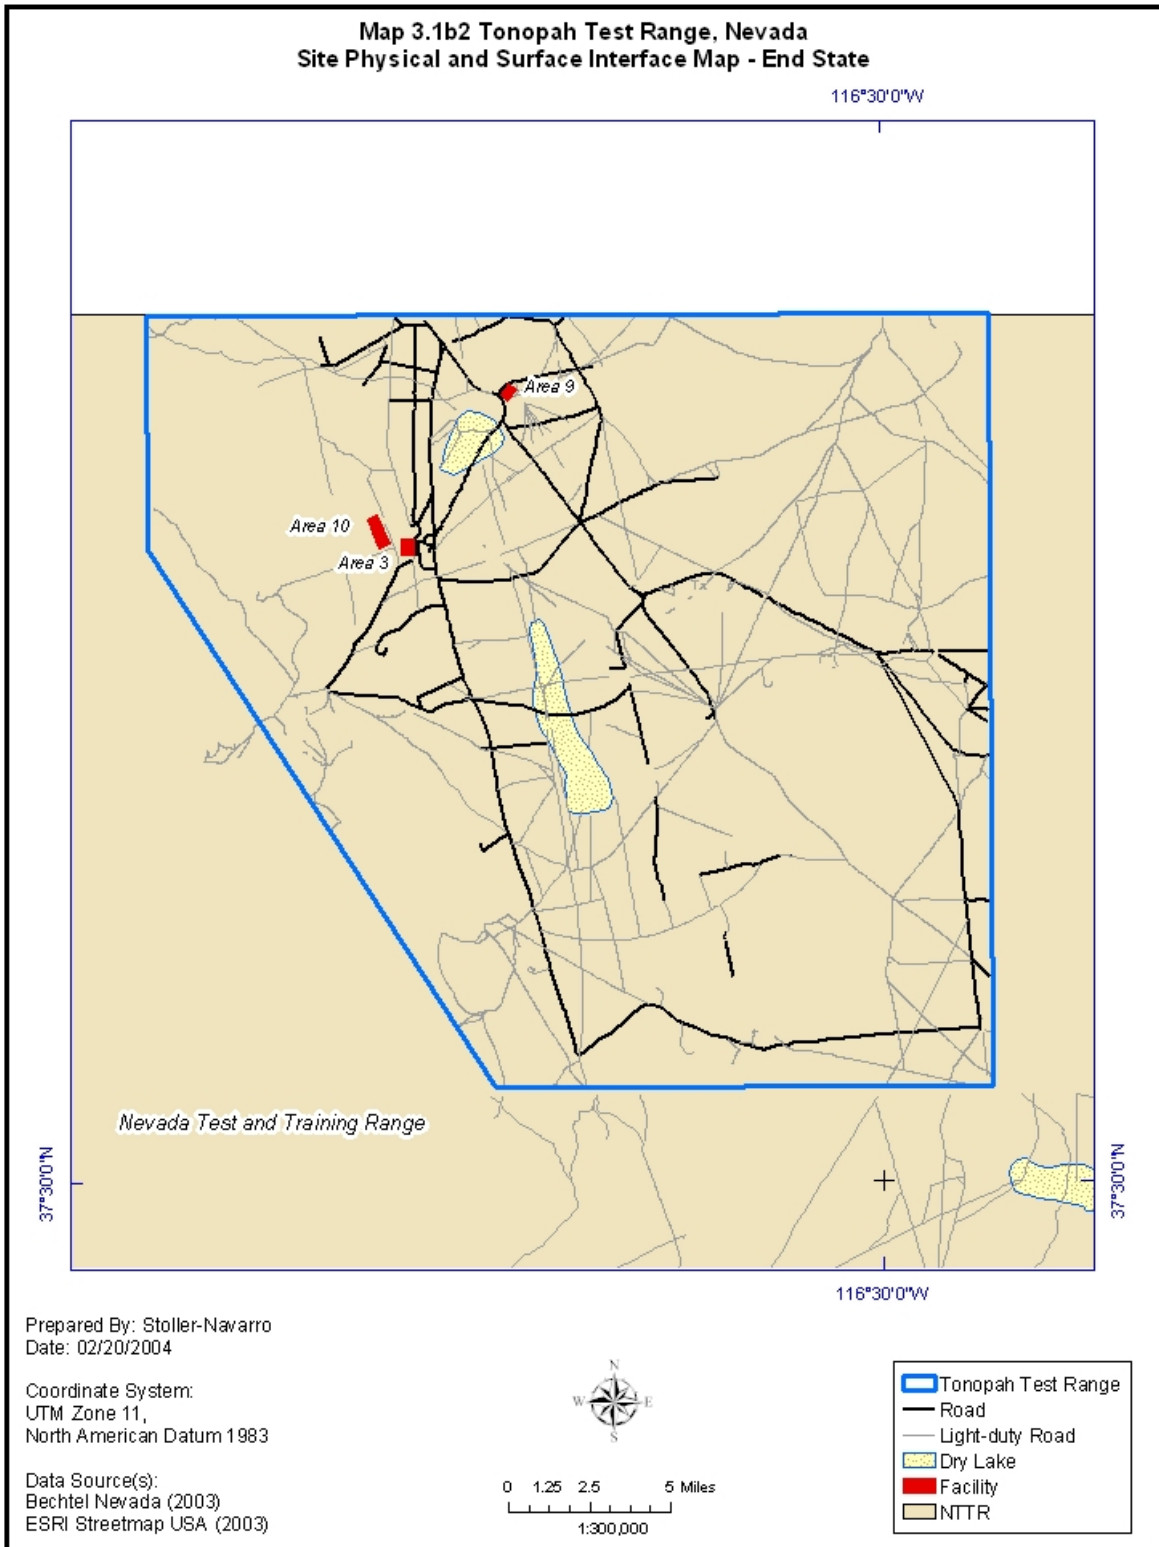 Map 3.1b2 Tonopah Test Range, Nevada
Site Physical and Surface Interface Map - End State
116°30'0"W
Area 9
Area 10
Area 3
Nevada Test and Training Range
37°30'0"N
37°30'0"N
116°30'0"W
Prepared By: Stoller-Navarro
Date: 02/20/2004
Coordinate System:
UTM Zone 11,
North American Datum 1983
Data Source(s):
Bechtel Nevada (2003)
ESRI Streetmap USA (2003)
N
W E
S
0 1.25 2.5 5 Miles
1:300,000
Tonopah Test Range
Road
Light-duty Road
Dry Lake
Facility
NTTR